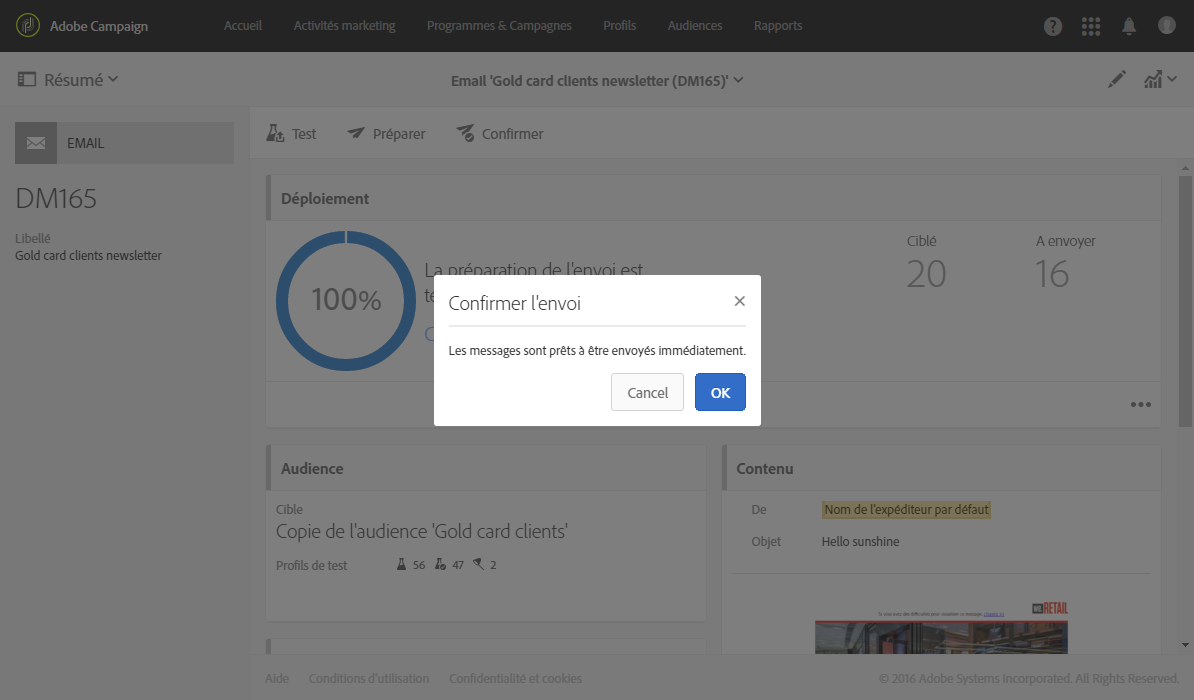 Adobe Campaign
Accueil
Activités marketing
Programmes & Campagnes
Profils
Audiences
Rapports
Résumé
Email 'Gold card clients newsletter (DM165)'
EMAIL
DM165
Libellé
Gold card clients newsletter
Test
Préparer
Confirmer
Déploiement
100%
La préparation de l'envoi est
Ciblé
20
A envoyer
16
Confirmer l'envoi
Les messages sont prêts à être envoyés immédiatement.
Cancel
OK
Audience
Cible
Copie de l'audience 'Gold card clients'
Profils de test
56
47
2
Contenu
De
Nom de l'expéditeur par défaut
Objet
Hello sunshine
WE.RETAIL
Aide
Conditions d'utilisation
Confidentialité et cookies
© 2016 Adobe Systems Incorporated. All Rights Reserved.